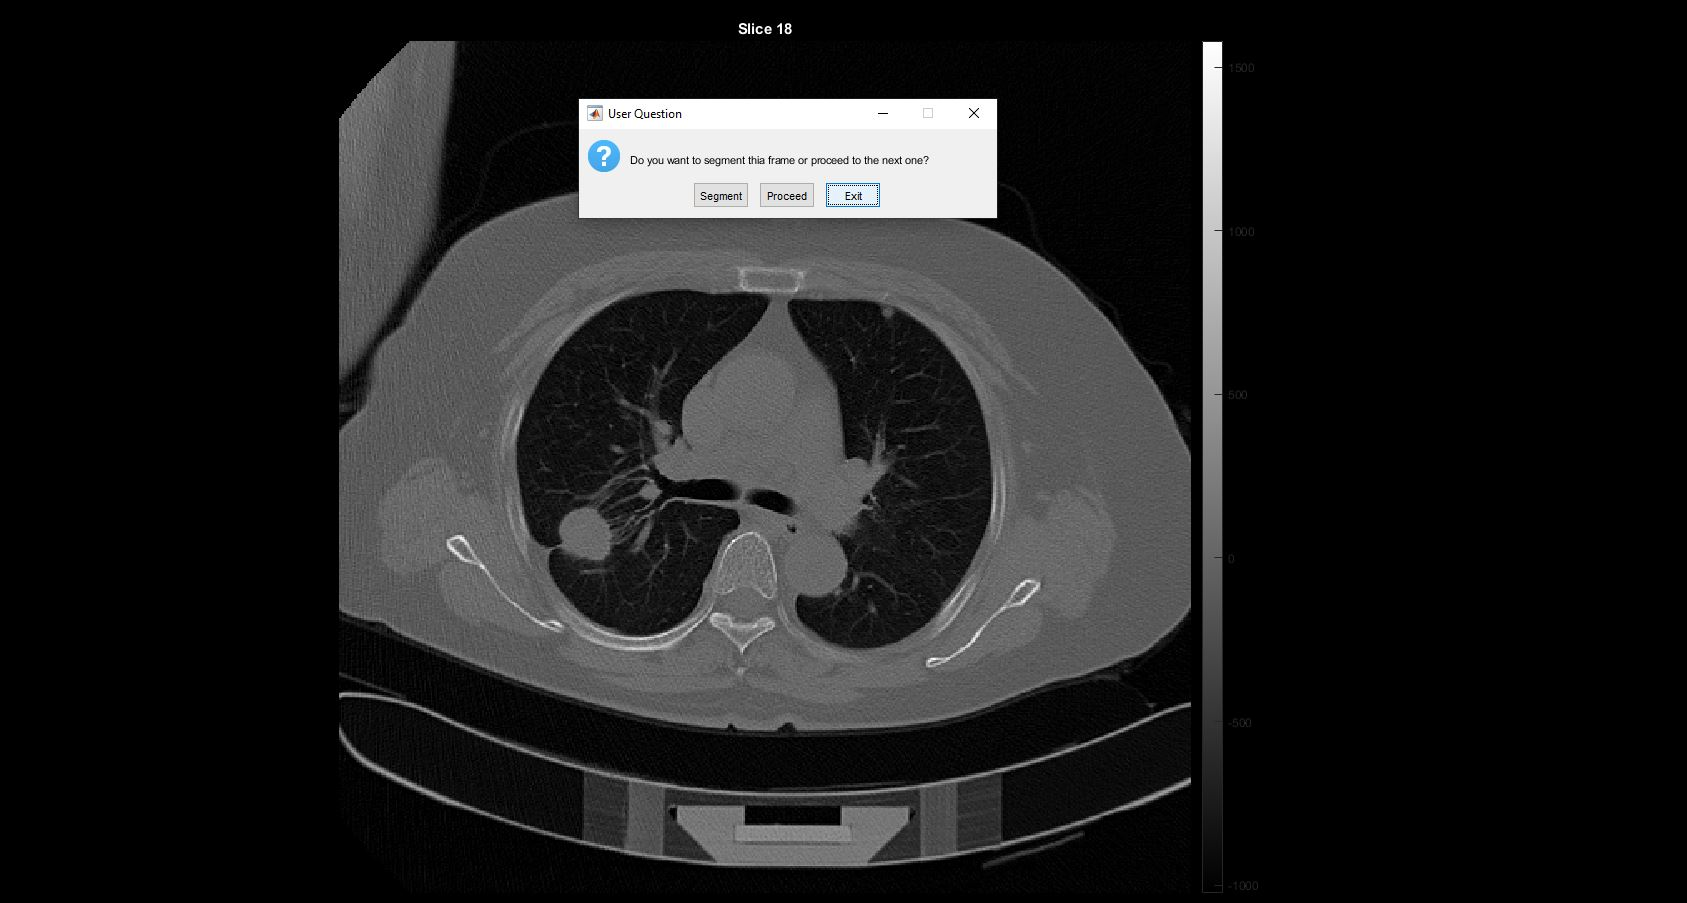 Slice 18
User Question
Do you want to segment thia frame or proceed to the next one?
Segment Proceed Exit
1500
1000
500
0
-500
-1000